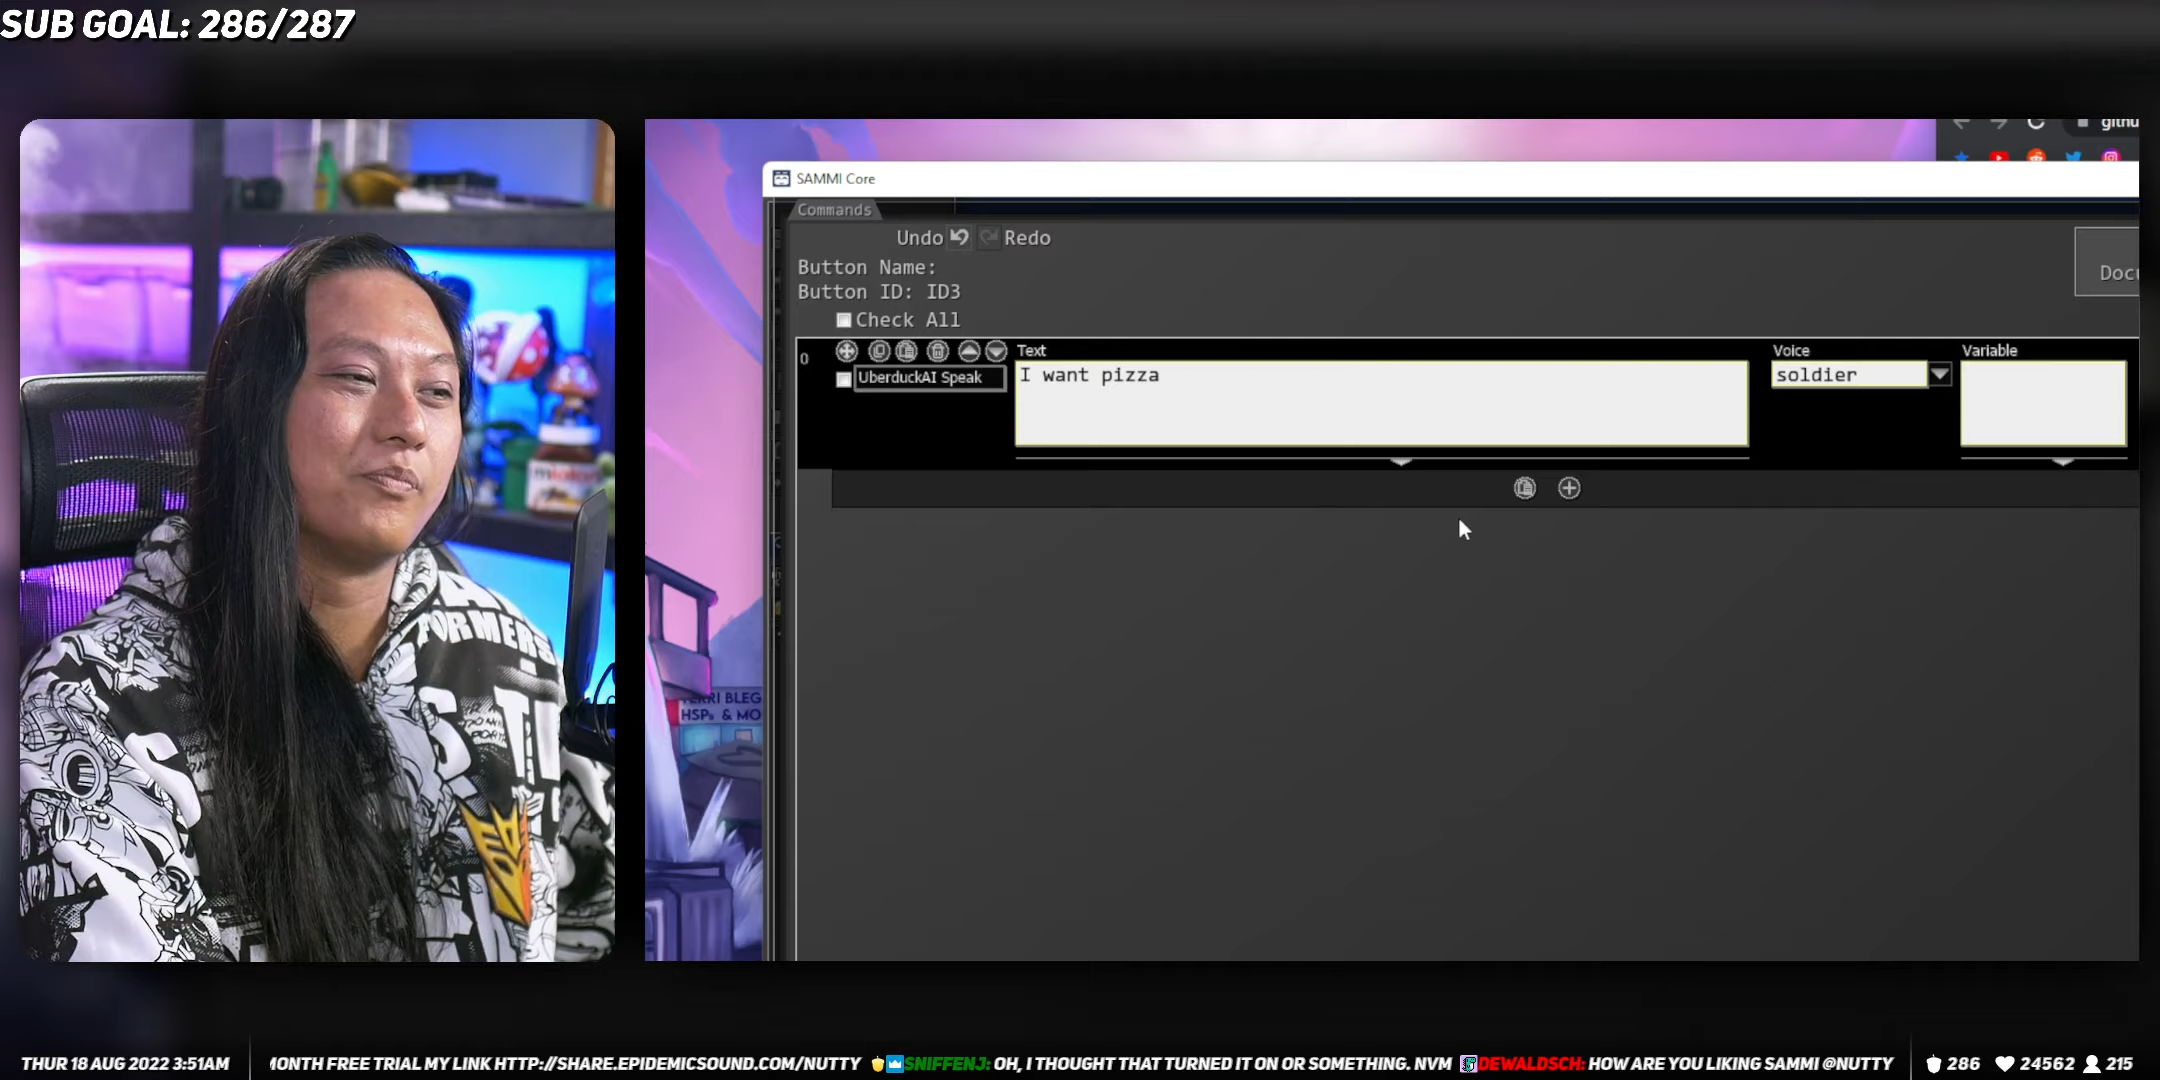 SUB GOAL: 286/287
githu
SAMMI Core
Commands
Undo Redo
Button Name:
Button ID: ID3
Docu
Check All
0
Text
Voice
Variable
UberduckAI Speak
I want pizza
soldier
FORMERS
HSPs & MO
THUR 18 AUG 2022 3:51AM
MONTH FREE TRIAL MY LINK HTTP://SHARE.EPIDEMICSOUND.COM/NUTTY SNIFFENJ: OH, I THOUGHT THAT TURNED IT ON OR SOMETHING. NVM DEWALDSCH: HOW ARE YOU LIKING SAMMI @NUTTY
286 24562 215